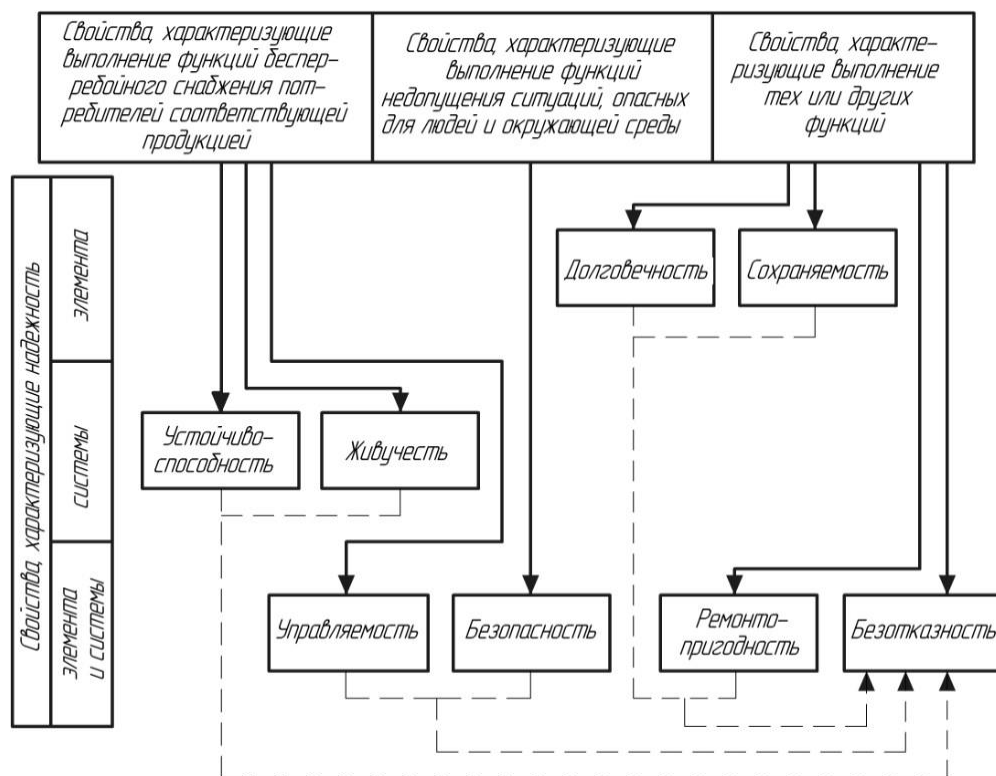 Свойства, характеризующие
выполнение функций беспер-
ребойного снабжения пот-
ребителей соответствующей
продукцией
Свойства, характеризующие
выполнение функций
недопущения ситуаций, опасных
для людей и окружающей среды
Свойства, характе-
ризующие выполнение
тех или других
функций
Свойства, характеризующие надежность
элемента
системы
элемента
и системы
Долговечность
Сохраняемость
Устойчиво-
способность
Живучесть
Управляемость
Безопасность
Ремонто-
пригодность
Безотказность